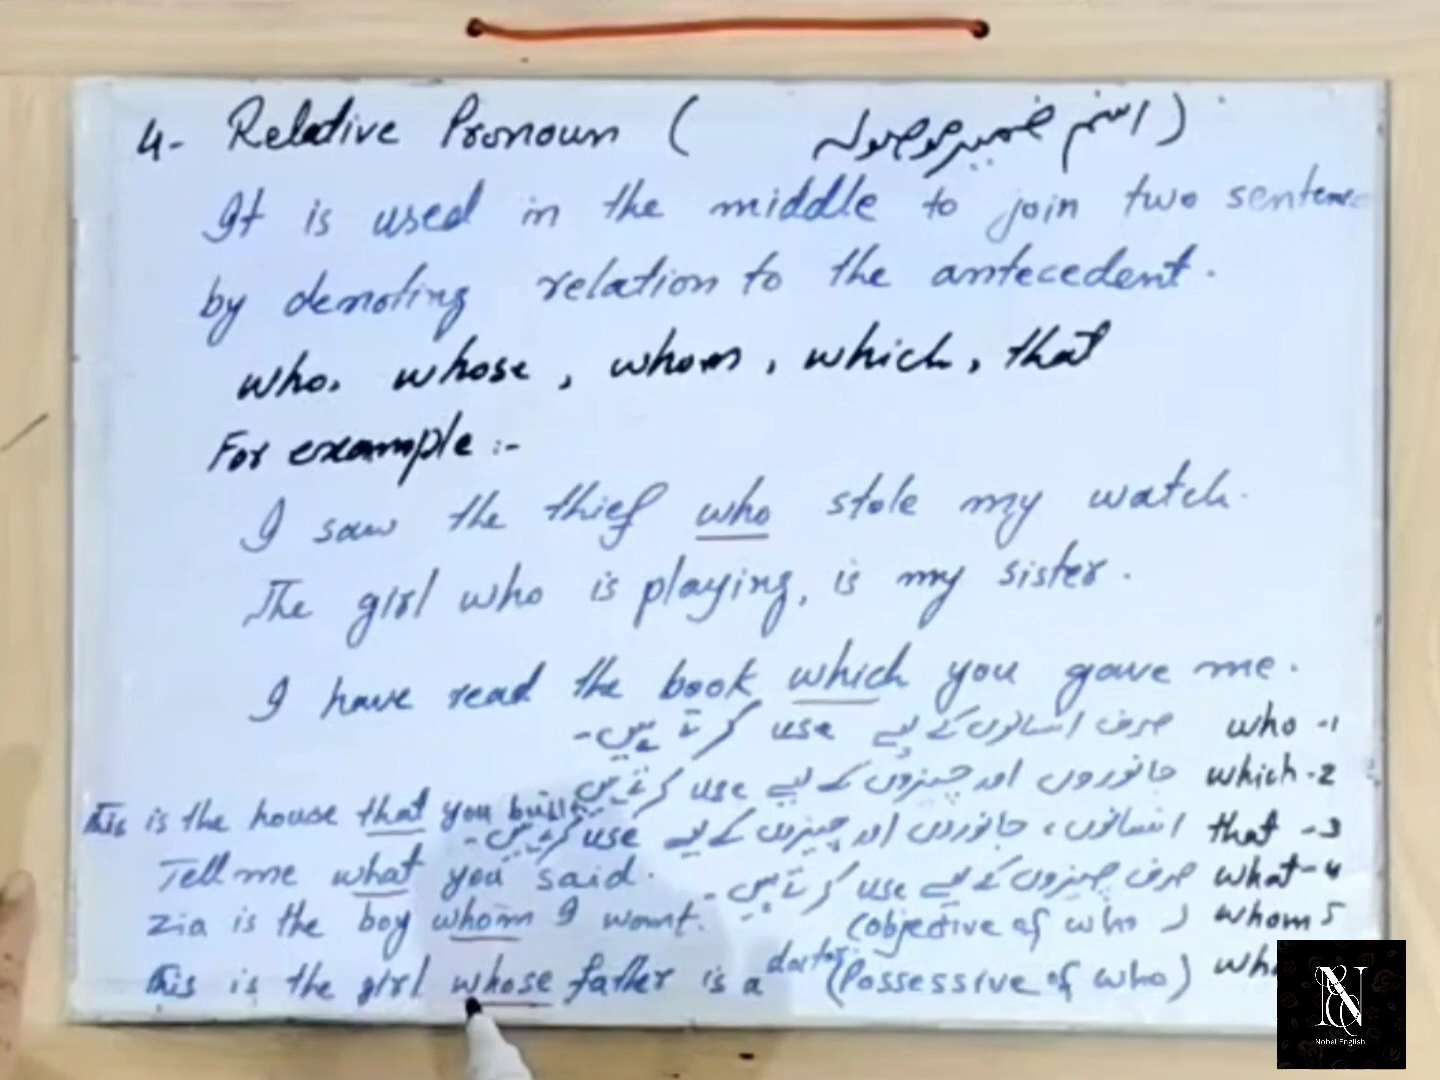 4- Relative Pronoun ( اسم ضمیر موصولہ )
It is used in the middle to join two sentence
by denoting relation to the antecedent.
who, whose, whom, which, that
For example :-
I saw the thief who stole my watch.
The girl who is playing, is my sister.
I have read the book which you gave me.
who -1 صرف انسانوں کے لیے use کرتے ہیں-
which -2 جانوروں اور چیزوں کے لیے use کرتے ہیں
This is the house that you built. that -3 انسانوں، جانوروں اور چیزوں کے لیے use کرتے ہیں-
Tell me what you said. what -4 صرف چیزوں کے لیے use کرتے ہیں-
Zia is the boy whom I want. (objective of who) whom 5
This is the girl whose father is a doctor. (Possessive of who) who
N&N
Nobel English